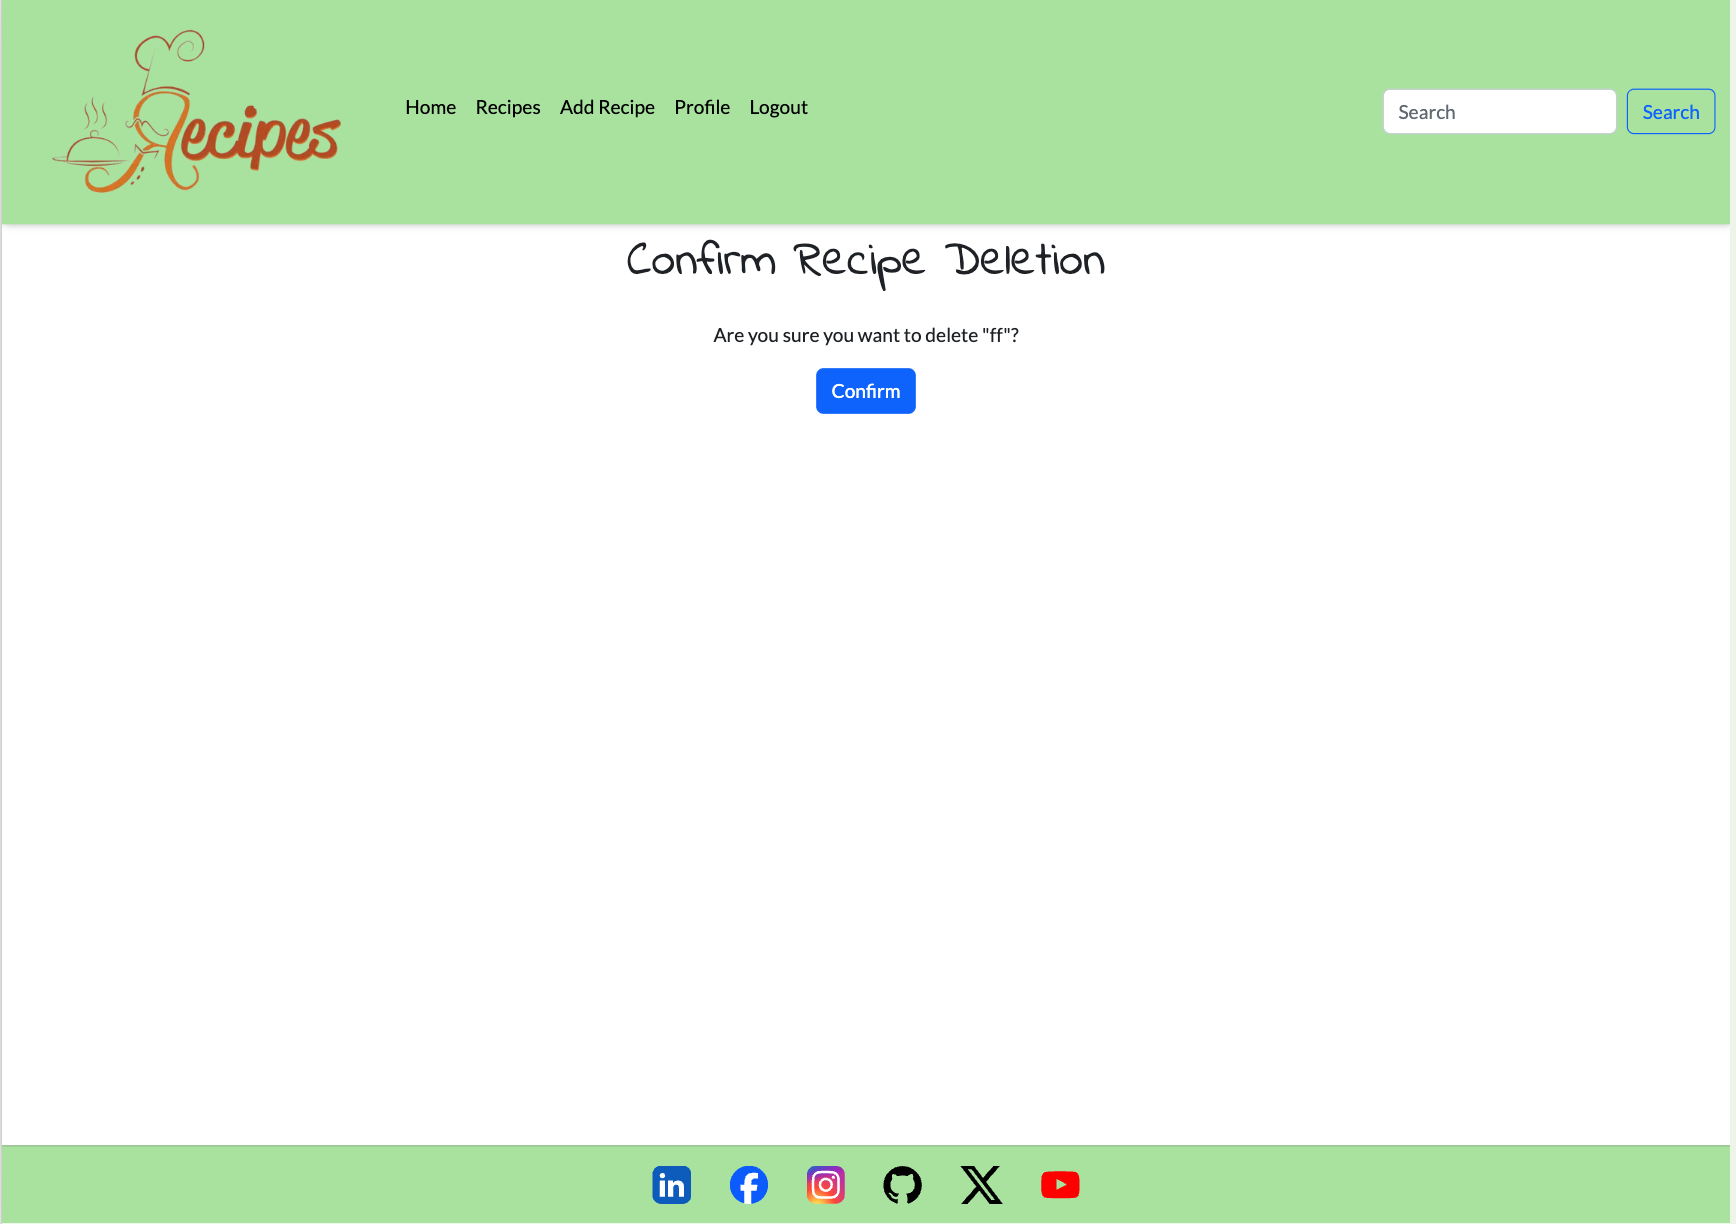 Recipes
Home Recipes Add Recipe Profile Logout
Search Search
Confirm Recipe Deletion
Are you sure you want to delete "ff"?
Confirm
in